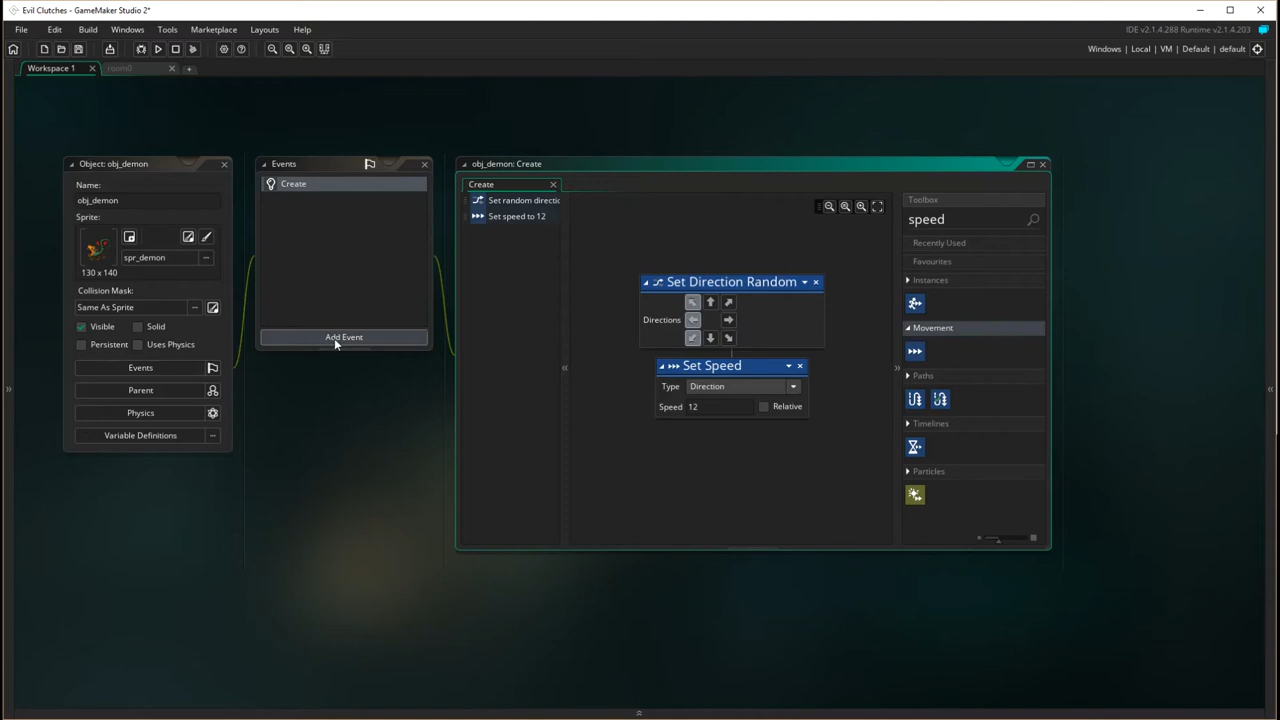 Evil Clutches - GameMaker Studio 2*
File Edit Build Windows Tools Marketplace Layouts Help
IDE v2.1.4.288 Runtime v2.1.4.203
Windows | Local | VM | Default | default
Workspace 1
room0
Object: obj_demon
Name:
obj_demon
Sprite:
spr_demon
130 x 140
Collision Mask:
Same As Sprite
Visible
Solid
Persistent
Uses Physics
Events
Parent
Physics
Variable Definitions
Events
Create
Add Event
obj_demon: Create
Create
Set random directic
Set speed to 12
Set Direction Random
Directions
Set Speed
Type Direction
Speed 12 Relative
Toolbox
speed
Recently Used
Favourites
Instances
Movement
Paths
Timelines
Particles